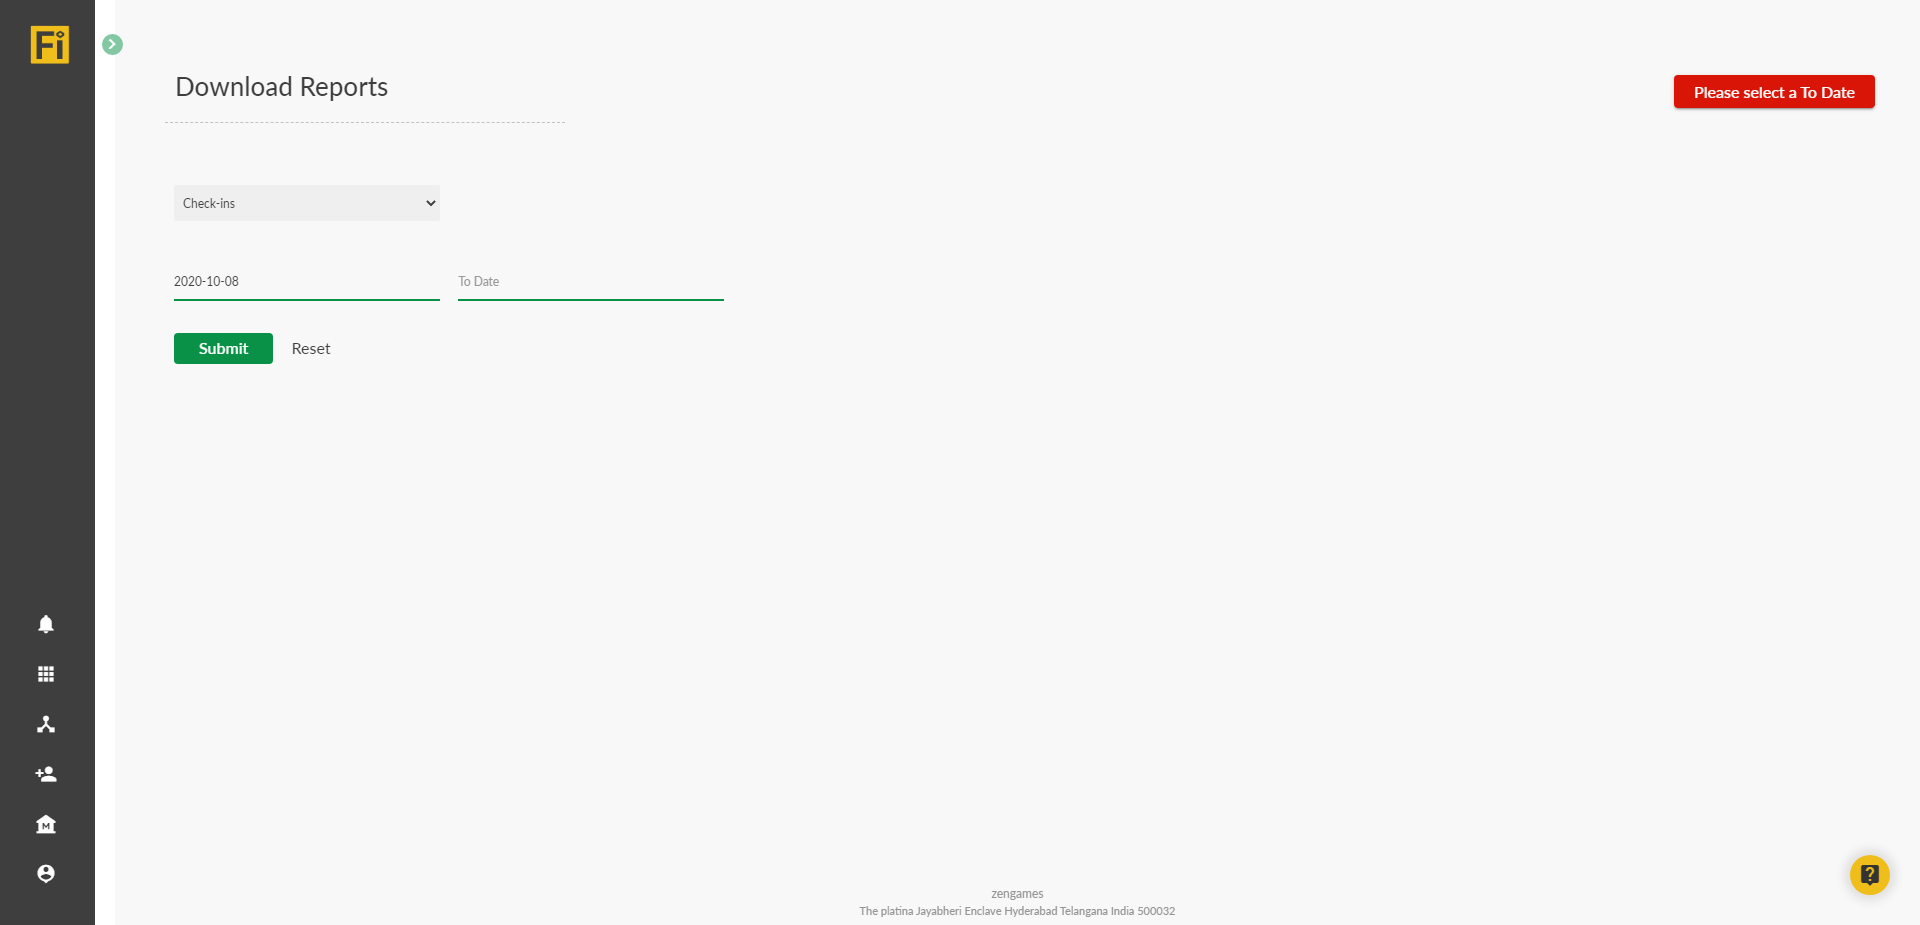 Fi
Download Reports
Please select a To Date
Check-ins
2020-10-08
To Date
Submit
Reset
M
?
zengames
The platina Jayabheri Enclave Hyderabad Telangana India 500032